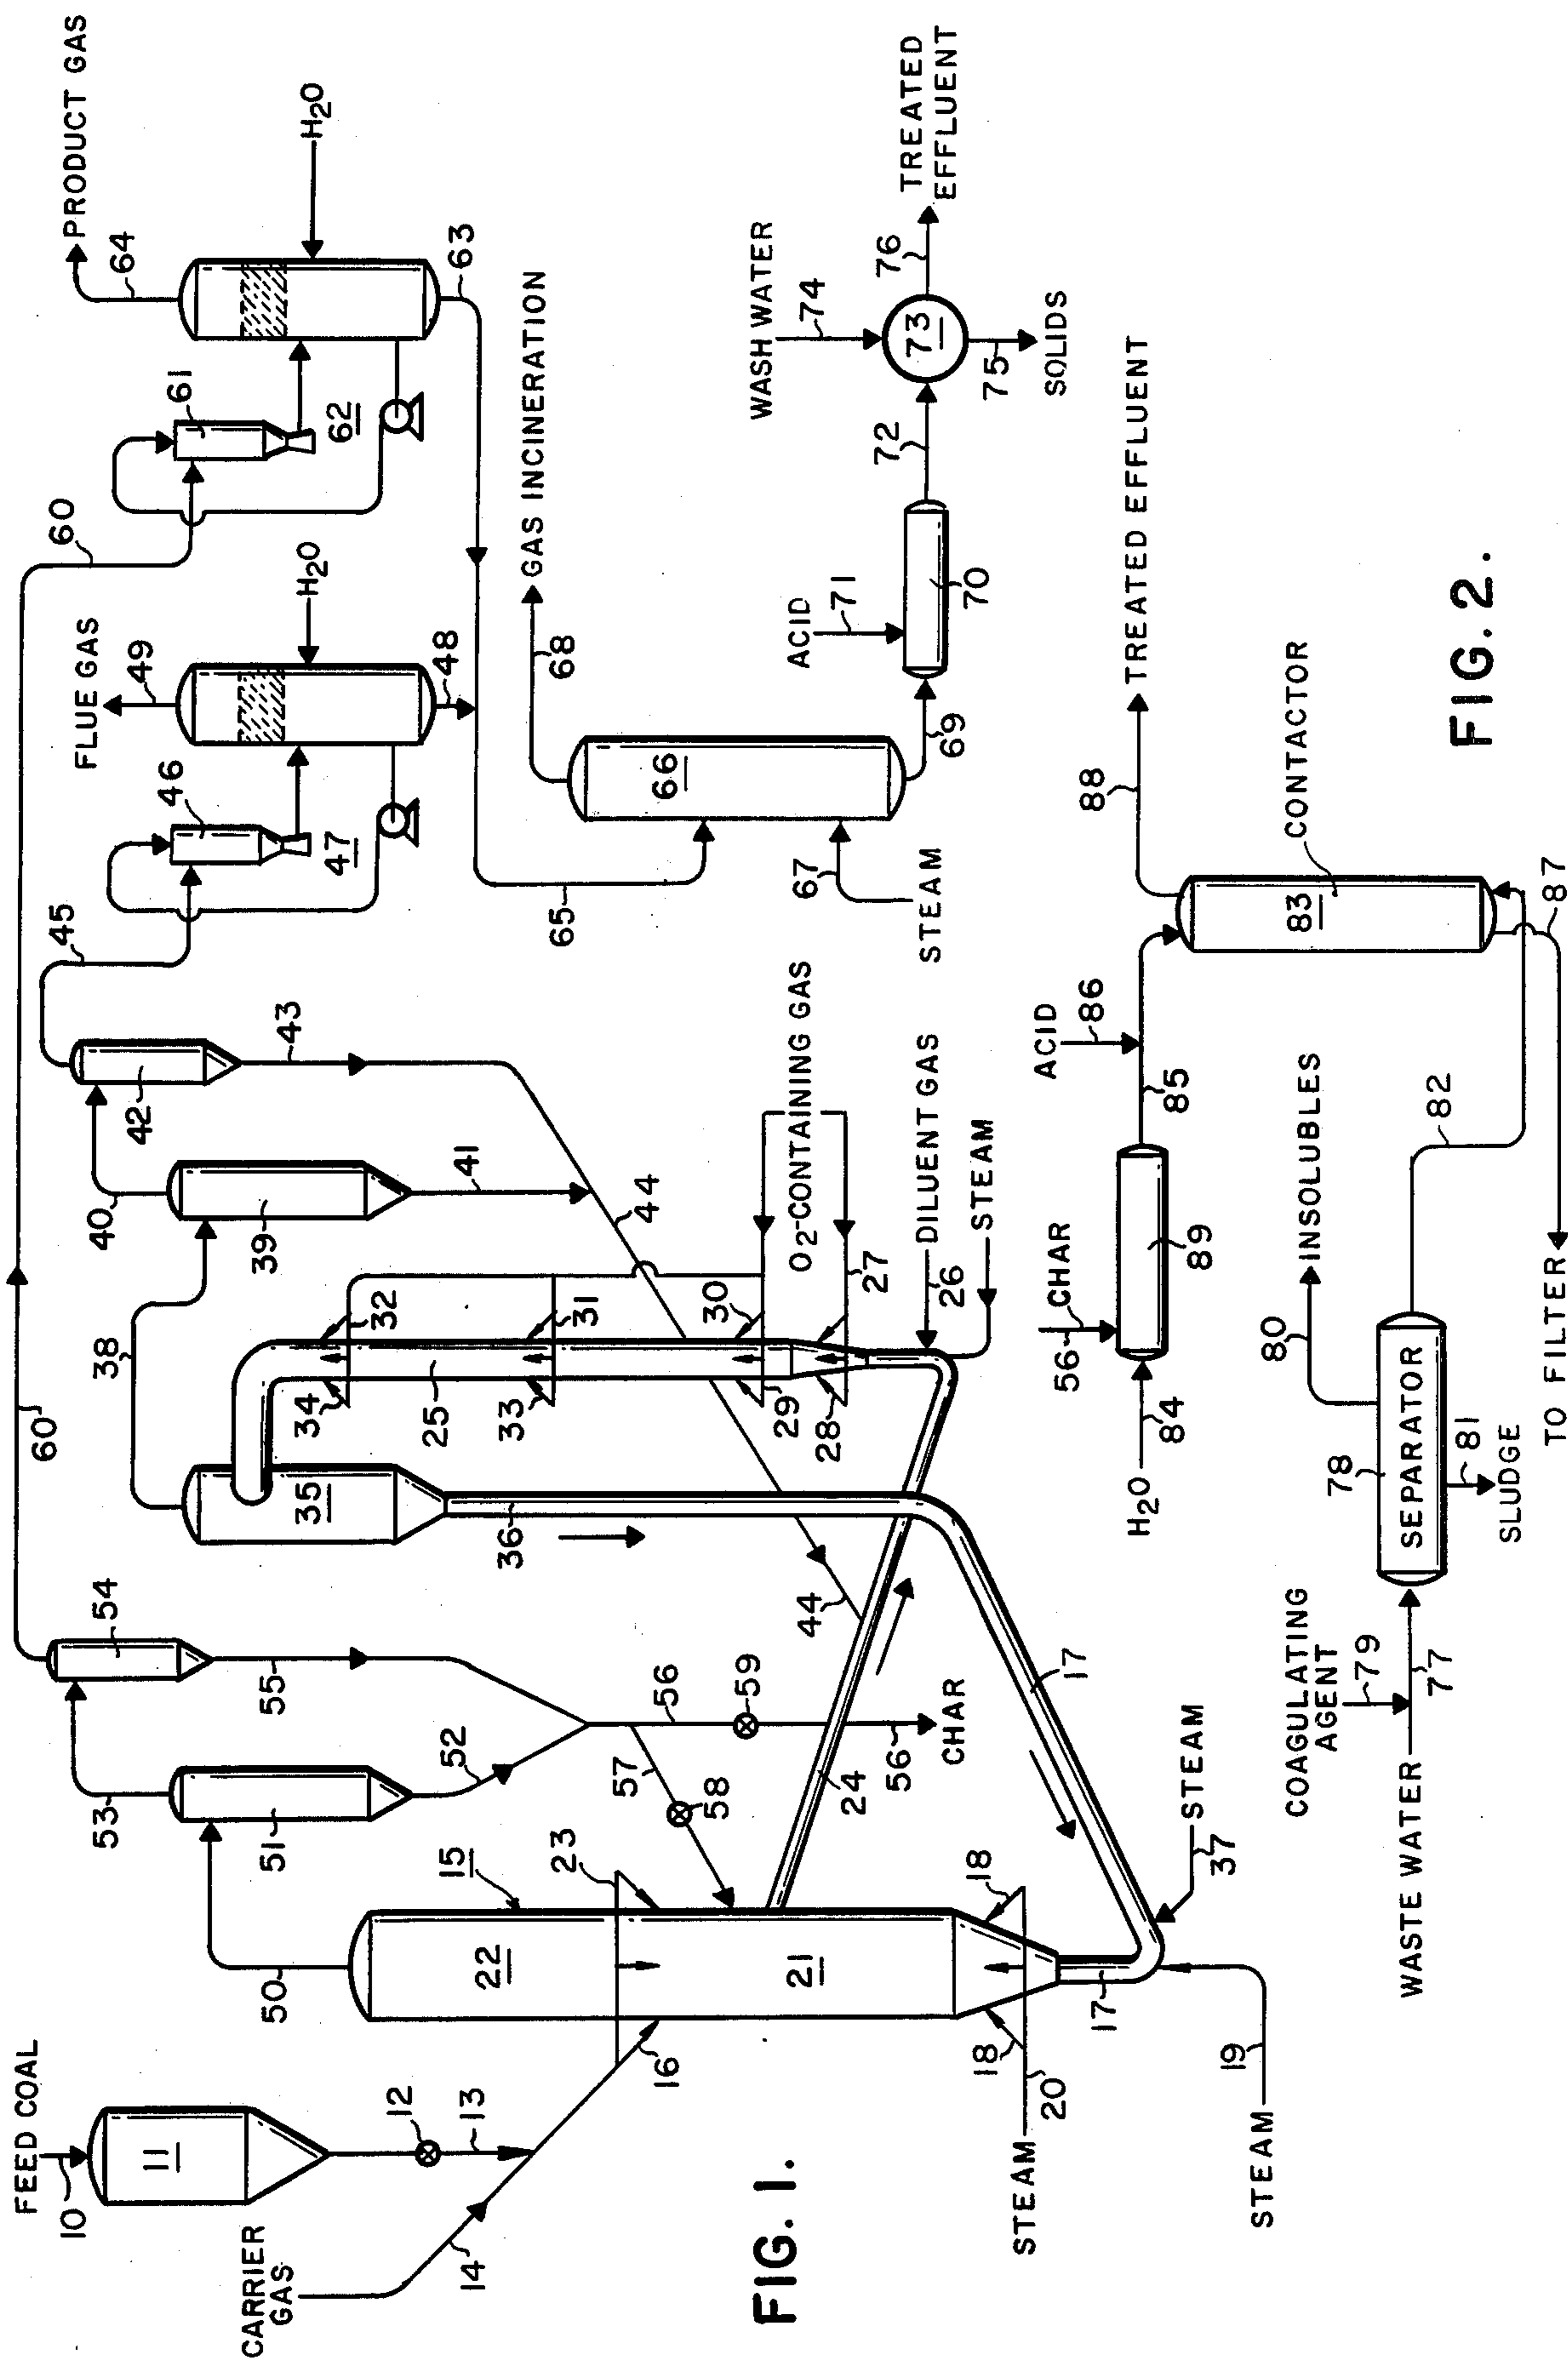 FEED COAL
10
11
12
13
CARRIER
GAS
14
16
15
22
21
23
18
18
20
STEAM
17
19
STEAM
37
STEAM
17
24
50
51
52
53
54
55
56
57
58
59
56
CHAR
60
35
36
38
39
40
41
42
43
44
44
25
34
32
33
31
29
30
28
27
O2-CONTAINING GAS
26
DILUENT GAS
STEAM
45
46
47
48
49
FLUE GAS
H2O
60
61
62
63
64
PRODUCT GAS
H2O
65
66
67
STEAM
68
GAS INCINERATION
69
70
71
ACID
72
73
74
WASH WATER
75
SOLIDS
76
TREATED
EFFLUENT
FIG. 1.
WASTE WATER
77
COAGULATING
AGENT
79
78
SEPARATOR
80
INSOLUBLES
81
SLUDGE
82
83
CONTACTOR
H2O
84
56
CHAR
89
85
ACID
86
87
TO FILTER
88
TREATED EFFLUENT
FIG. 2.